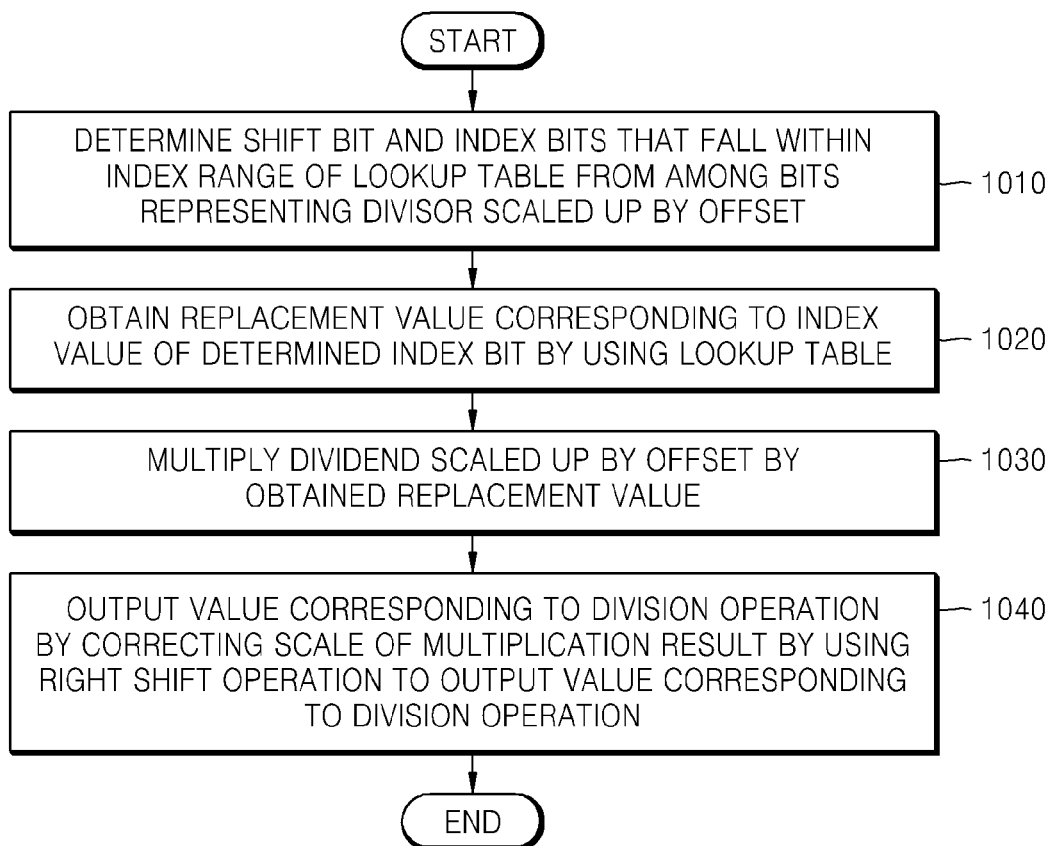 START
DETERMINE SHIFT BIT AND INDEX BITS THAT FALL WITHIN
INDEX RANGE OF LOOKUP TABLE FROM AMONG BITS
REPRESENTING DIVISOR SCALED UP BY OFFSET
1010
OBTAIN REPLACEMENT VALUE CORRESPONDING TO INDEX
VALUE OF DETERMINED INDEX BIT BY USING LOOKUP TABLE
1020
MULTIPLY DIVIDEND SCALED UP BY OFFSET BY
OBTAINED REPLACEMENT VALUE
1030
OUTPUT VALUE CORRESPONDING TO DIVISION OPERATION
BY CORRECTING SCALE OF MULTIPLICATION RESULT BY USING
RIGHT SHIFT OPERATION TO OUTPUT VALUE CORRESPONDING
TO DIVISION OPERATION
1040
END